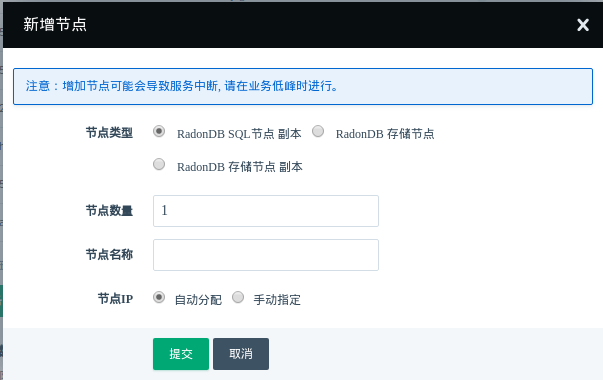 新增节点
注意：增加节点可能会导致服务中断, 请在业务低峰时进行。
节点类型 RadonDB SQL节点 副本 RadonDB 存储节点
RadonDB 存储节点 副本
节点数量 1
节点名称
节点IP 自动分配 手动指定
提交 取消